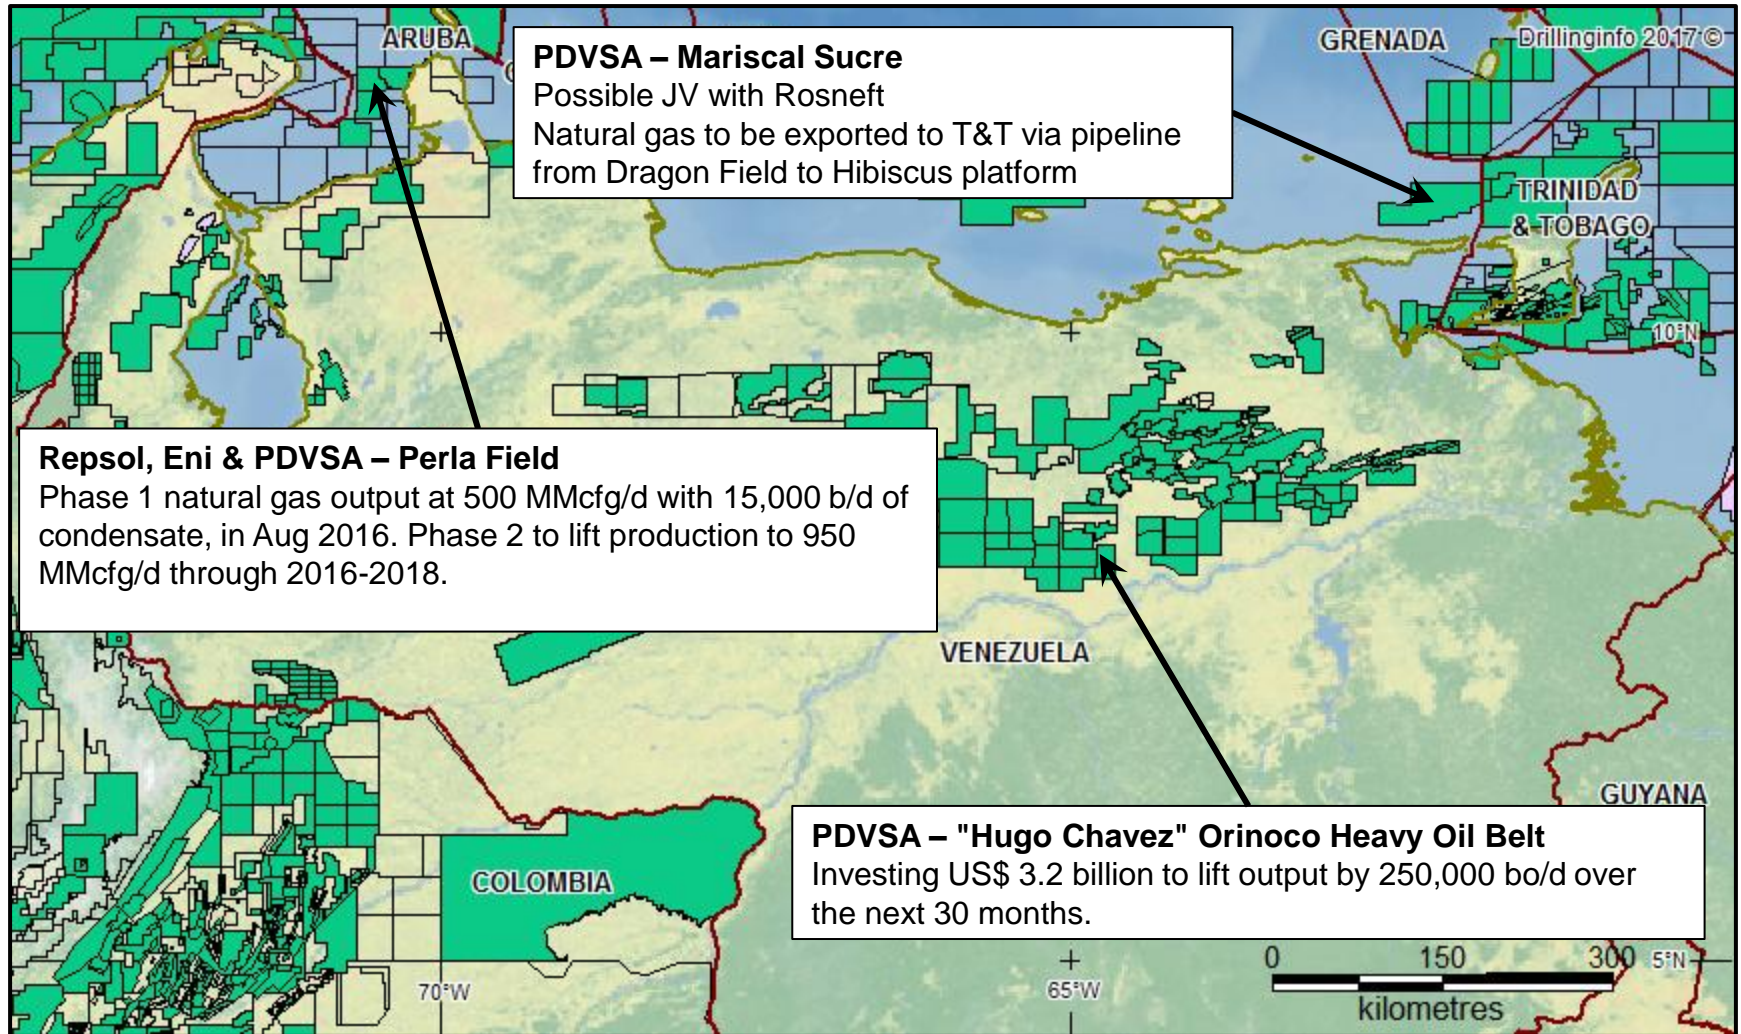 ARUBA
PDVSA – Mariscal Sucre
Possible JV with Rosneft
Natural gas to be exported to T&T via pipeline
from Dragon Field to Hibiscus platform
GRENADA
Drillinginfo 2017 ©
TRINIDAD
& TOBAGO
10°N
Repsol, Eni & PDVSA – Perla Field
Phase 1 natural gas output at 500 MMcfg/d with 15,000 b/d of
condensate, in Aug 2016. Phase 2 to lift production to 950
MMcfg/d through 2016-2018.
VENEZUELA
GUYANA
PDVSA – "Hugo Chavez" Orinoco Heavy Oil Belt
Investing US$ 3.2 billion to lift output by 250,000 bo/d over
the next 30 months.
COLOMBIA
0 150 300
kilometres
5°N
70°W
65°W